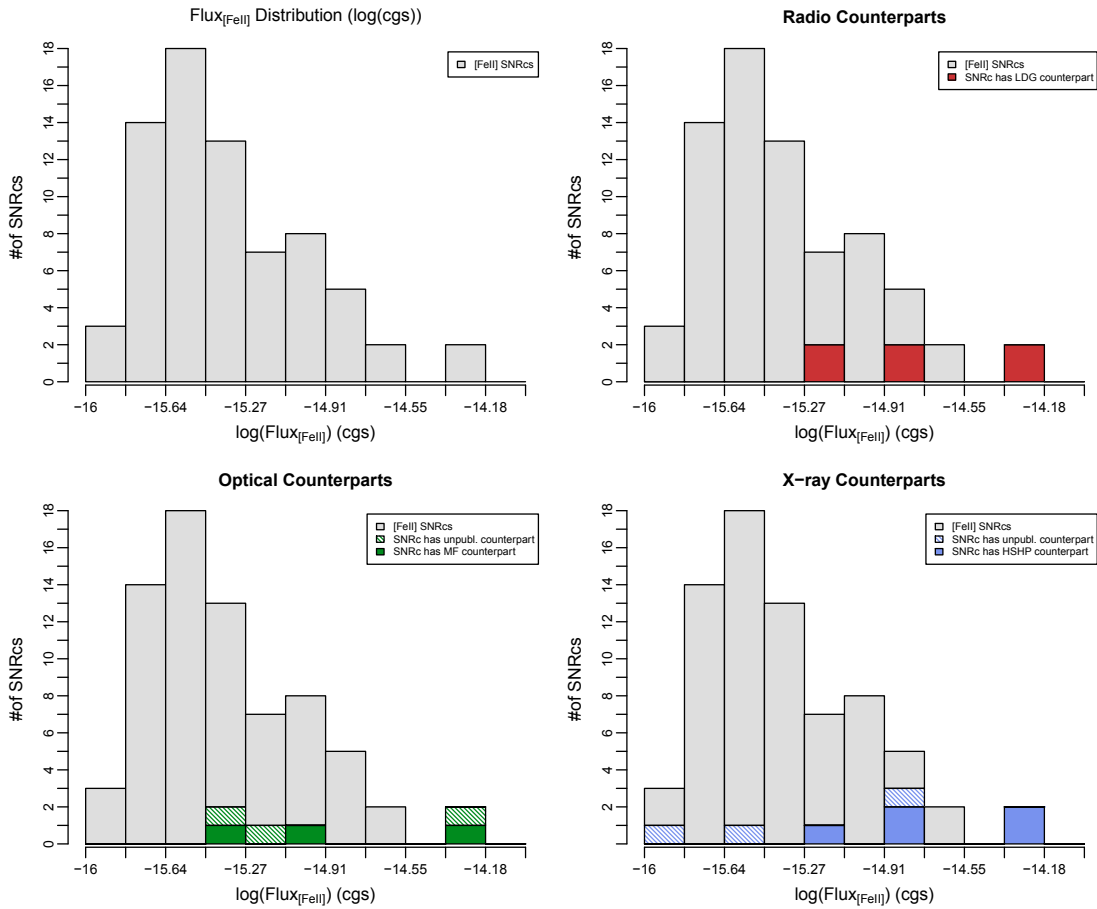 Flux[FeII] Distribution (log(cgs))
[FeII] SNRcs
#of SNRcs
0 2 4 6 8 10 12 14 16 18
−16 −15.64 −15.27 −14.91 −14.55 −14.18
log(Flux[FeII]) (cgs)
Radio Counterparts
[FeII] SNRcs
SNRc has LDG counterpart
#of SNRcs
0 2 4 6 8 10 12 14 16 18
−16 −15.64 −15.27 −14.91 −14.55 −14.18
log(Flux[FeII]) (cgs)
Optical Counterparts
[FeII] SNRcs
SNRc has unpubl. counterpart
SNRc has MF counterpart
#of SNRcs
0 2 4 6 8 10 12 14 16 18
−16 −15.64 −15.27 −14.91 −14.55 −14.18
log(Flux[FeII]) (cgs)
X−ray Counterparts
[FeII] SNRcs
SNRc has unpubl. counterpart
SNRc has HSHP counterpart
#of SNRcs
0 2 4 6 8 10 12 14 16 18
−16 −15.64 −15.27 −14.91 −14.55 −14.18
log(Flux[FeII]) (cgs)